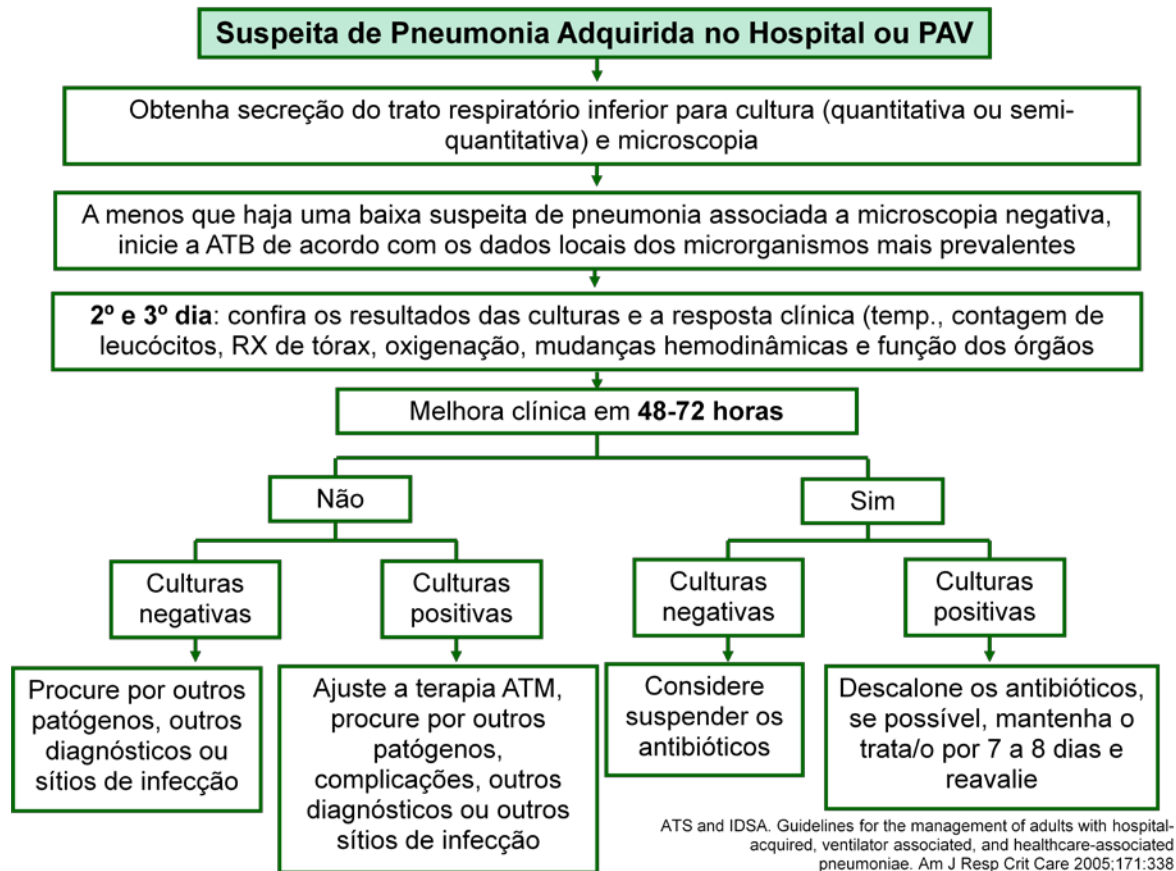 Suspeita de Pneumonia Adquirida no Hospital ou PAV
Obtenha secreção do trato respiratório inferior para cultura (quantitativa ou semi-
quantitativa) e microscopia
A menos que haja uma baixa suspeita de pneumonia associada a microscopia negativa,
inicie a ATB de acordo com os dados locais dos microrganismos mais prevalentes
2º e 3º dia: confira os resultados das culturas e a resposta clínica (temp., contagem de
leucócitos, RX de tórax, oxigenação, mudanças hemodinâmicas e função dos órgãos
Melhora clínica em 48-72 horas
Não
Sim
Culturas
negativas
Culturas
positivas
Culturas
negativas
Culturas
positivas
Procure por outros
patógenos, outros
diagnósticos ou
sítios de infecção
Ajuste a terapia ATM,
procure por outros
patógenos,
complicações, outros
diagnósticos ou outros
sítios de infecção
Considere
suspender os
antibióticos
Descalone os antibióticos,
se possível, mantenha o
trata/o por 7 a 8 dias e
reavalie
ATS and IDSA. Guidelines for the management of adults with hospital-
acquired, ventilator associated, and healthcare-associated
pneumoniae. Am J Resp Crit Care 2005;171:338